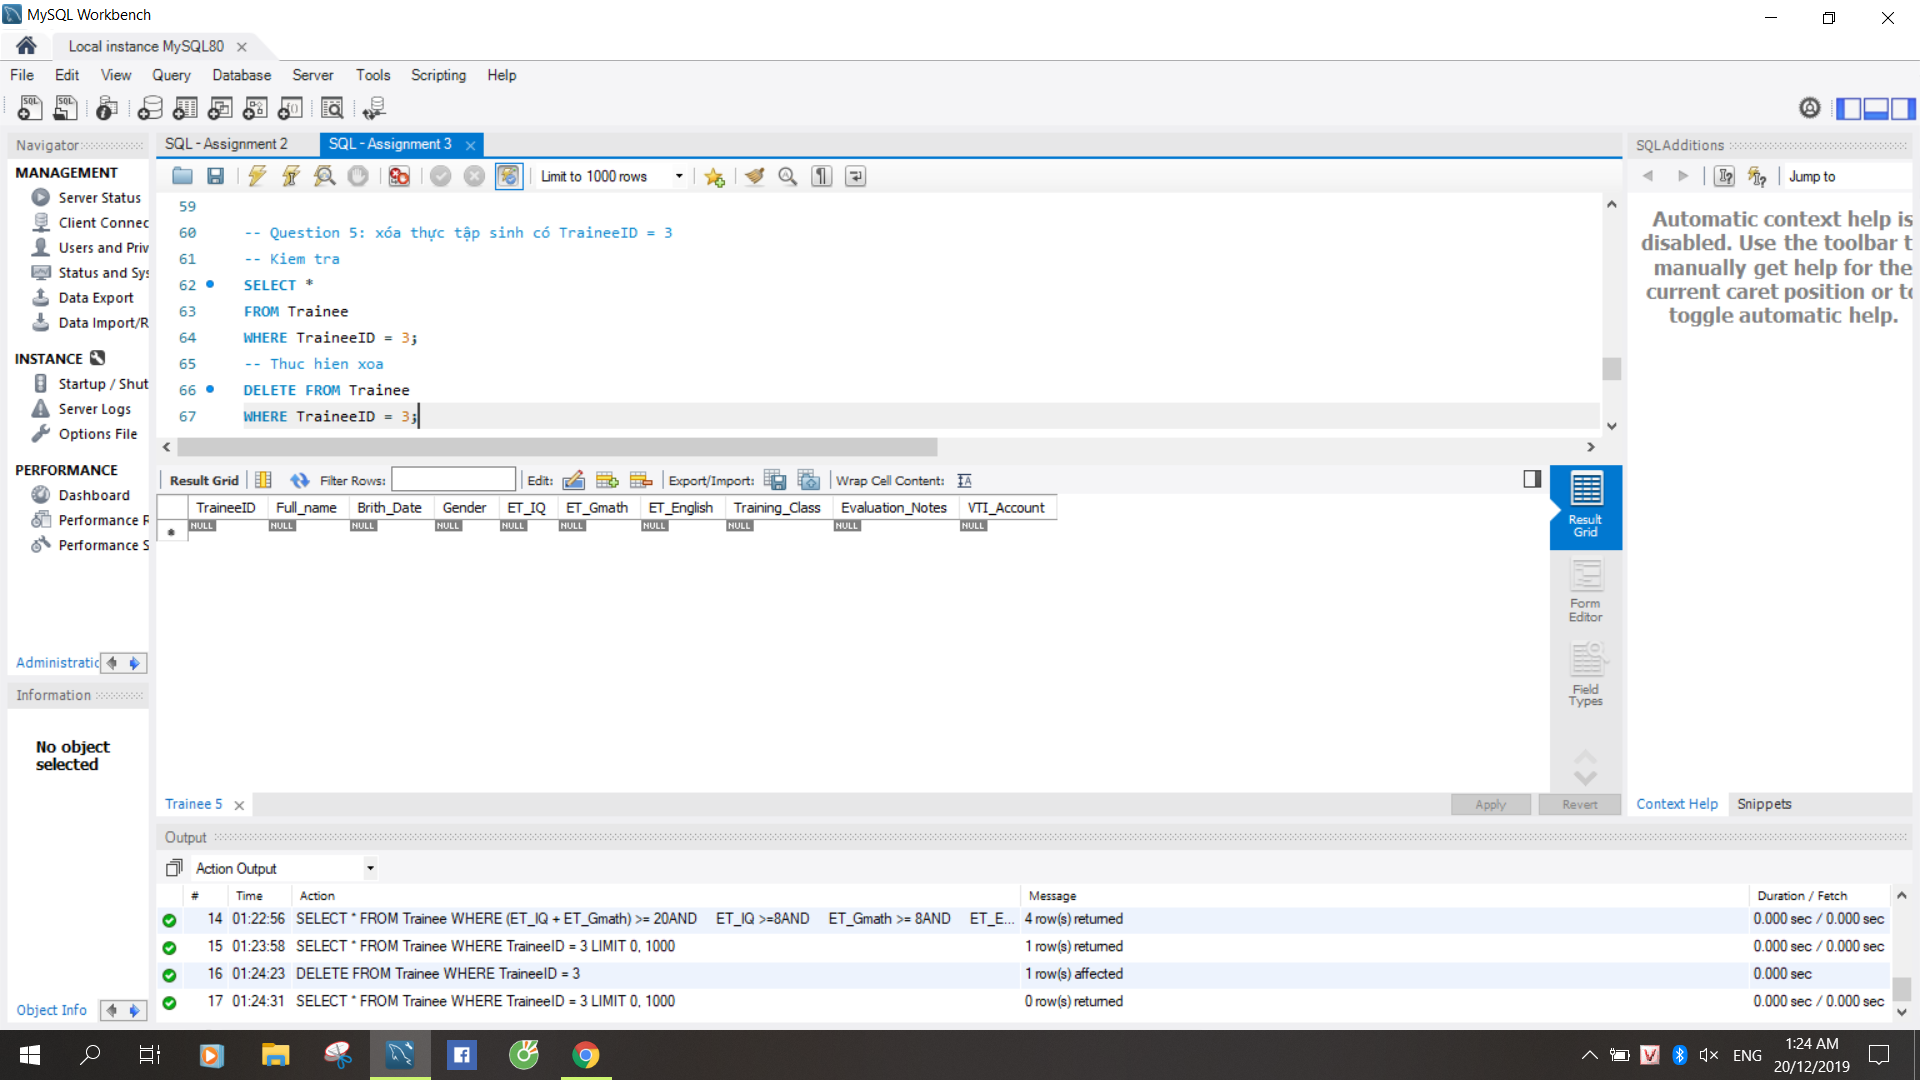 MySQL Workbench
Local instance MySQL80
File Edit View Query Database Server Tools Scripting Help
Navigator
MANAGEMENT
Server Status
Client Connec
Users and Priv
Status and Sys
Data Export
Data Import/R
INSTANCE
Startup / Shut
Server Logs
Options File
PERFORMANCE
Dashboard
Performance R
Performance S
Administratic
Information
No object
selected
Object Info
SQL - Assignment 2
SQL - Assignment 3
Limit to 1000 rows
59
60 -- Question 5: xóa thực tập sinh có TraineeID = 3
61 -- Kiem tra
62 SELECT *
63 FROM Trainee
64 WHERE TraineeID = 3;
65 -- Thuc hien xoa
66 DELETE FROM Trainee
67 WHERE TraineeID = 3;
Result Grid Filter Rows: Edit: Export/Import: Wrap Cell Content:
TraineeID Full_name Brith_Date Gender ET_IQ ET_Gmath ET_English Training_Class Evaluation_Notes VTI_Account
NULL NULL NULL NULL NULL NULL NULL NULL NULL NULL
Result
Grid
Form
Editor
Field
Types
Trainee 5
Apply
Revert
SQLAdditions
Jump to
Automatic context help is
disabled. Use the toolbar t
manually get help for the
current caret position or to
toggle automatic help.
Context Help
Snippets
Output
Action Output
# Time Action Message Duration / Fetch
14 01:22:56 SELECT * FROM Trainee WHERE (ET_IQ + ET_Gmath) >= 20AND ET_IQ >=8AND ET_Gmath >= 8AND ET_E... 4 row(s) returned 0.000 sec / 0.000 sec
15 01:23:58 SELECT * FROM Trainee WHERE TraineeID = 3 LIMIT 0, 1000 1 row(s) returned 0.000 sec / 0.000 sec
16 01:24:23 DELETE FROM Trainee WHERE TraineeID = 3 1 row(s) affected 0.000 sec
17 01:24:31 SELECT * FROM Trainee WHERE TraineeID = 3 LIMIT 0, 1000 0 row(s) returned 0.000 sec / 0.000 sec
ENG
1:24 AM
20/12/2019